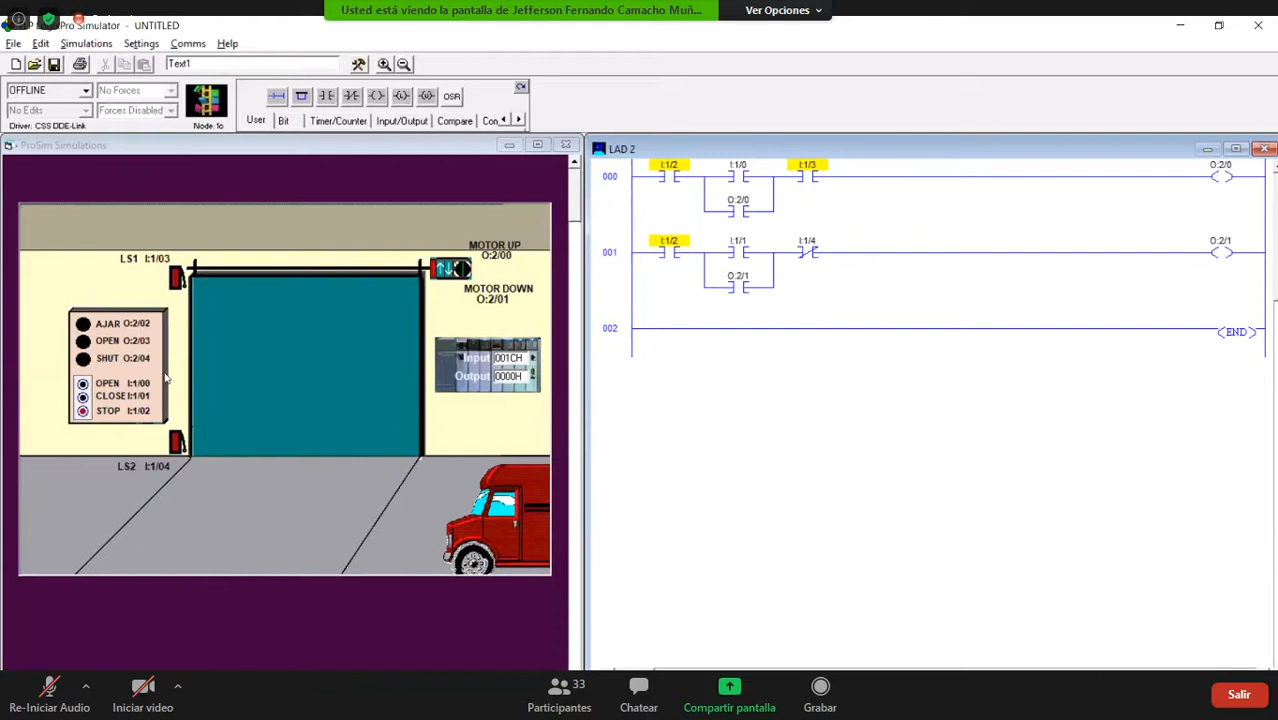 Usted está viendo la pantalla de Jefferson Fernando Camacho Muñ...
Ver Opciones
Pro Simulator - UNTITLED
File Edit Simulations Settings Comms Help
Text1
OFFLINE
No Forces
No Edits
Forces Disabled
Driver: CSS DDE-Link
Node: 1o
OSR
User Bit Timer/Counter Input/Output Compare Con
ProSim Simulations
LS1 I:1/03
MOTOR UP
O:2/00
MOTOR DOWN
O:2/01
AJAR O:2/02
OPEN O:2/03
SHUT O:2/04
OPEN I:1/00
CLOSE I:1/01
STOP I:1/02
Input 001CH
Output 0000H
LS2 I:1/04
LAD 2
000
I:1/2 I:1/0 I:1/3 O:2/0
O:2/0
001
I:1/2 I:1/1 I:1/4 O:2/1
O:2/1
002
END
Re-Iniciar Audio
Iniciar video
33
Participantes
Chatear
Compartir pantalla
Grabar
Salir